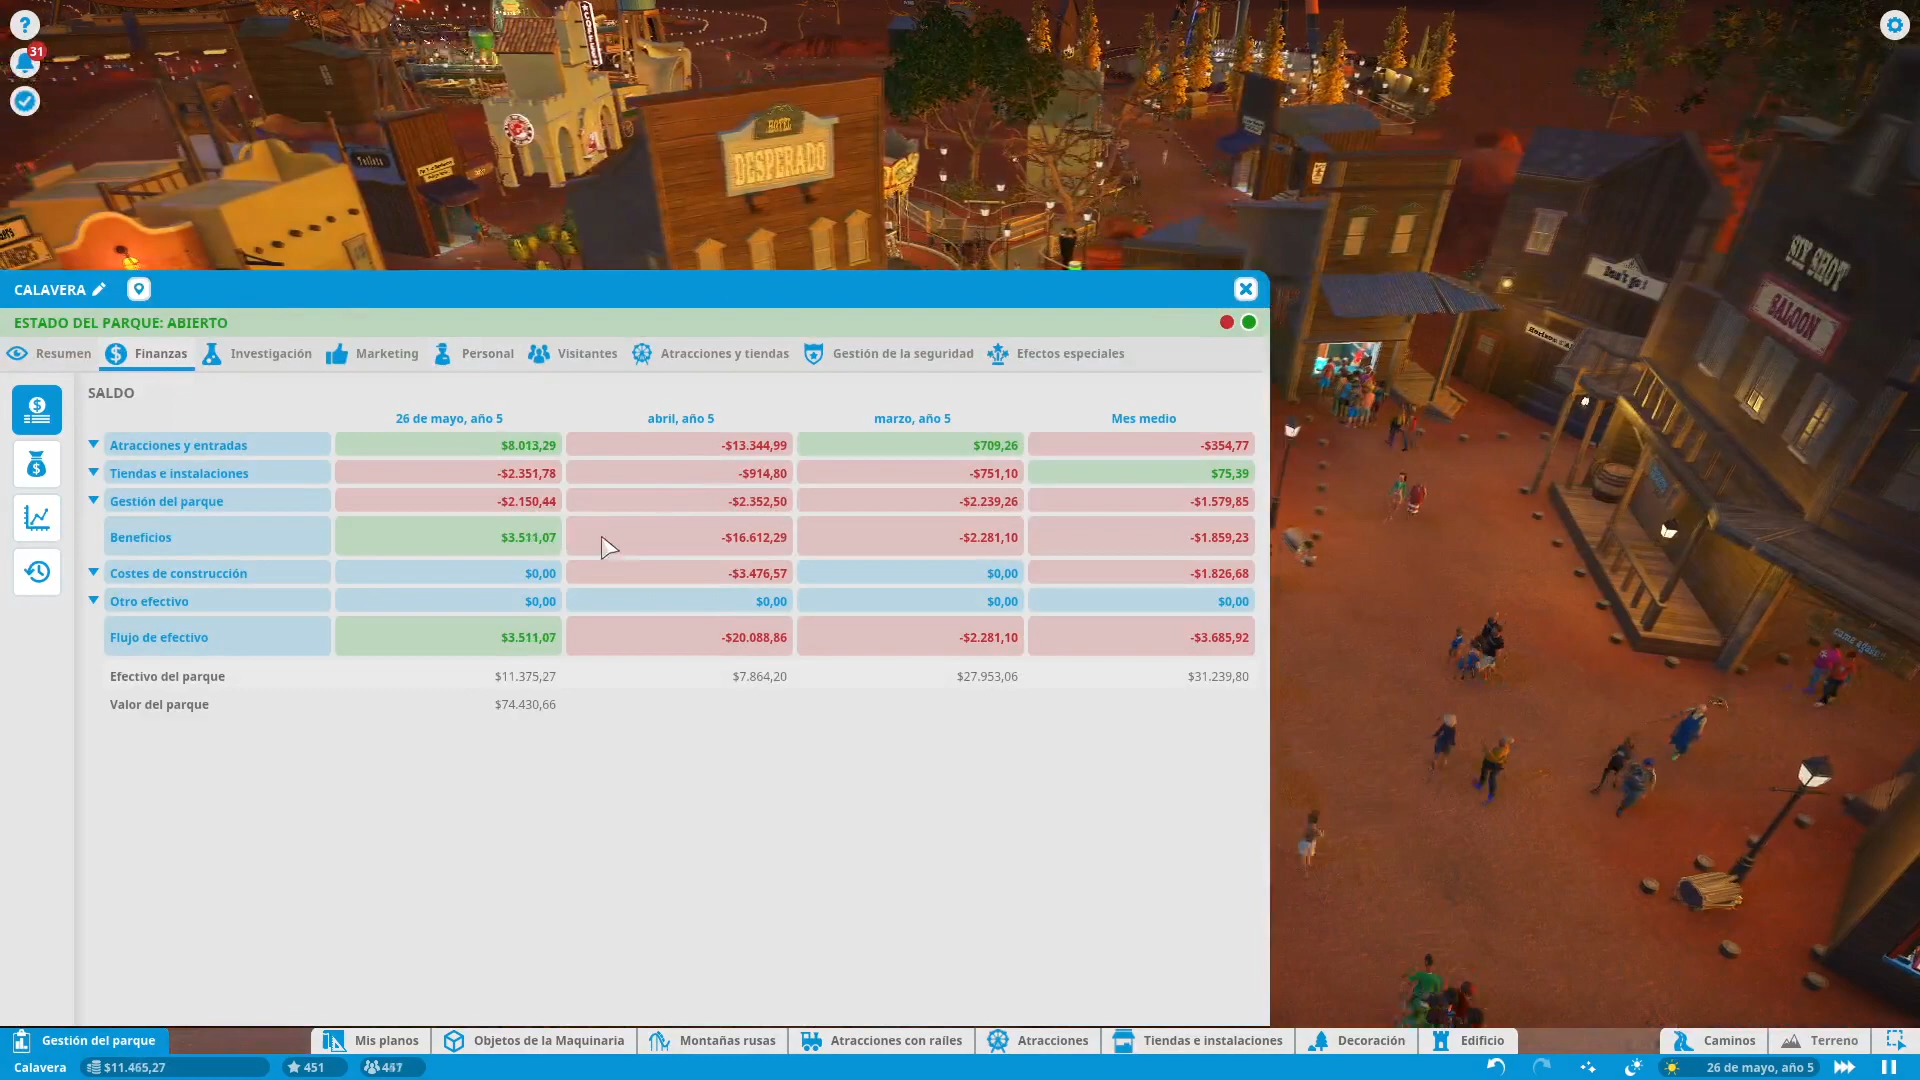 ?
31
HOTEL
DESPERADO
Toilets
SIX SHOT
SALOON
CALAVERA
ESTADO DEL PARQUE: ABIERTO
Resumen Finanzas Investigación Marketing Personal Visitantes Atracciones y tiendas Gestión de la seguridad Efectos especiales
SALDO
26 de mayo, año 5 abril, año 5 marzo, año 5 Mes medio
Atracciones y entradas $8.013,29 -$13.344,99 $709,26 -$354,77
Tiendas e instalaciones -$2.351,78 -$914,80 -$751,10 $75,39
Gestión del parque -$2.150,44 -$2.352,50 -$2.239,26 -$1.579,85
Beneficios $3.511,07 -$16.612,29 -$2.281,10 -$1.859,23
Costes de construcción $0,00 -$3.476,57 $0,00 -$1.826,68
Otro efectivo $0,00 $0,00 $0,00 $0,00
Flujo de efectivo $3.511,07 -$20.088,86 -$2.281,10 -$3.685,92
Efectivo del parque $11.375,27 $7.864,20 $27.953,06 $31.239,80
Valor del parque $74.430,66
Gestión del parque Mis planos Objetos de la Maquinaria Montañas rusas Atracciones con raíles Atracciones Tiendas e instalaciones Decoración Edificio Caminos Terreno
Calavera $11.465,27 451 26 de mayo, año 5